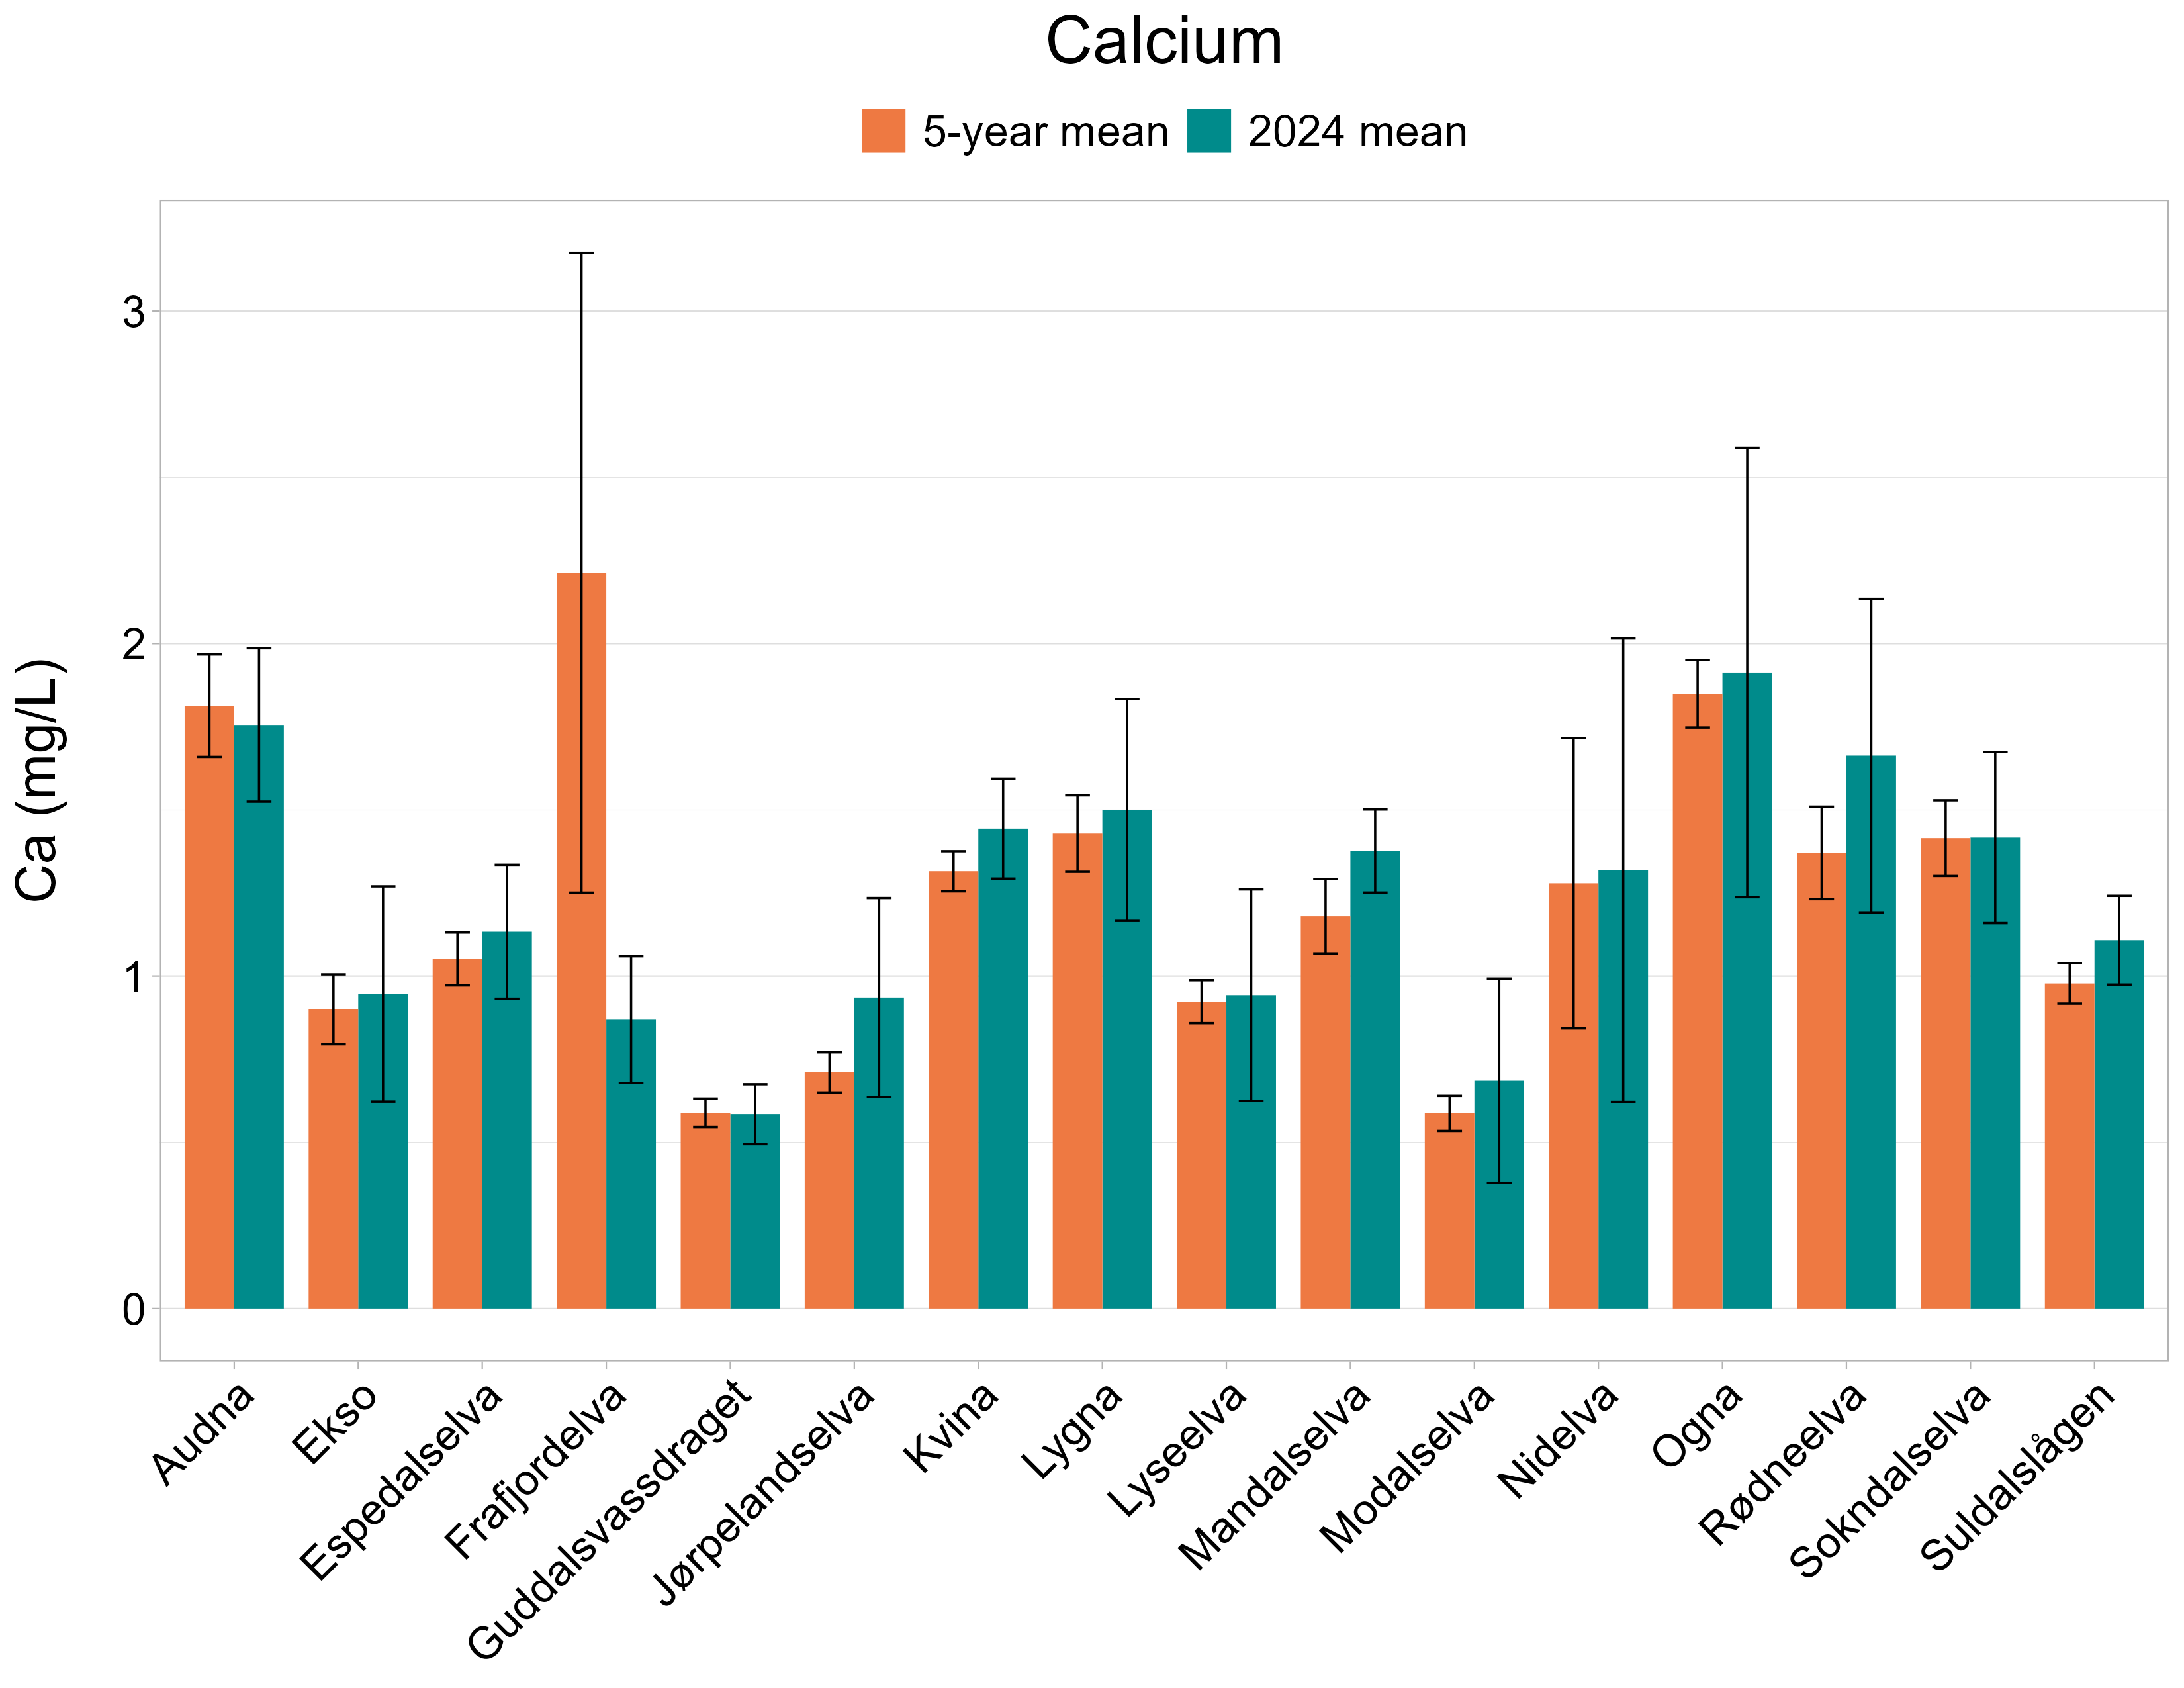 Calcium
5-year mean 2024 mean
Ca (mg/L)
3
2
1
0
Audna
Ekso
Espedalselva
Frafjordelva
Guddalsvassdraget
Jørpelandselva
Kvina
Lygna
Lyseelva
Mandalselva
Modalselva
Nidelva
Ogna
Rødneelva
Sokndalselva
Suldalslågen